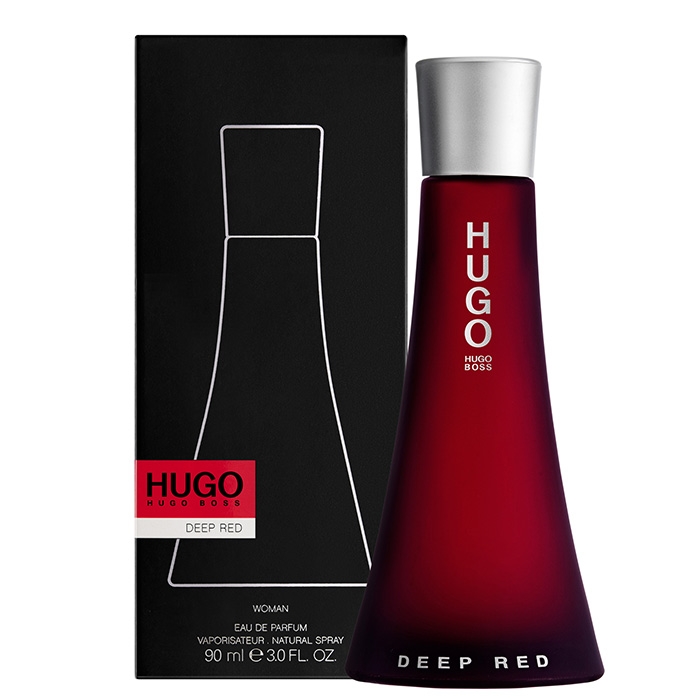 HUGO
HUGO BOSS
DEEP RED
WOMAN
EAU DE PARFUM
VAPORISATEUR . NATURAL SPRAY
90 ml ℮ 3.0 FL. OZ.
HUGO
HUGO
BOSS
DEEP RED